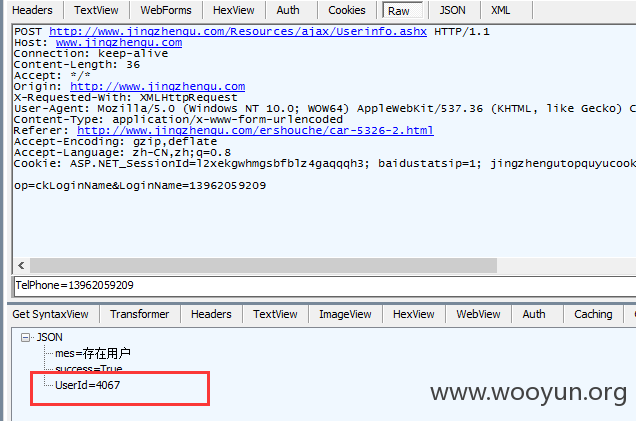 Headers TextView WebForms HexView Auth Cookies Raw JSON XML
POST http://www.jingzhengu.com/Resources/ajax/Userinfo.ashx HTTP/1.1
Host: www.jingzhengu.com
Connection: keep-alive
Content-Length: 36
Accept: */*
Origin: http://www.jingzhengu.com
X-Requested-With: XMLHttpRequest
User-Agent: Mozilla/5.0 (Windows NT 10.0; WOW64) AppleWebKit/537.36 (KHTML, like Gecko) C
Content-Type: application/x-www-form-urlencoded
Referer: http://www.jingzhengu.com/ershouche/car-5326-2.html
Accept-Encoding: gzip,deflate
Accept-Language: zh-CN,zh;q=0.8
Cookie: ASP.NET_SessionId=l2xekgwhmgsbfblz4gaqqqh3; baidustatsip=1; jingzhengutopquyucook
op=ckLoginName&LoginName=13962059209
TelPhone=13962059209
Get SyntaxView Transformer Headers TextView ImageView HexView WebView Auth Caching
JSON
mes=存在用户
success=True
UserId=4067
www.wooyun.org